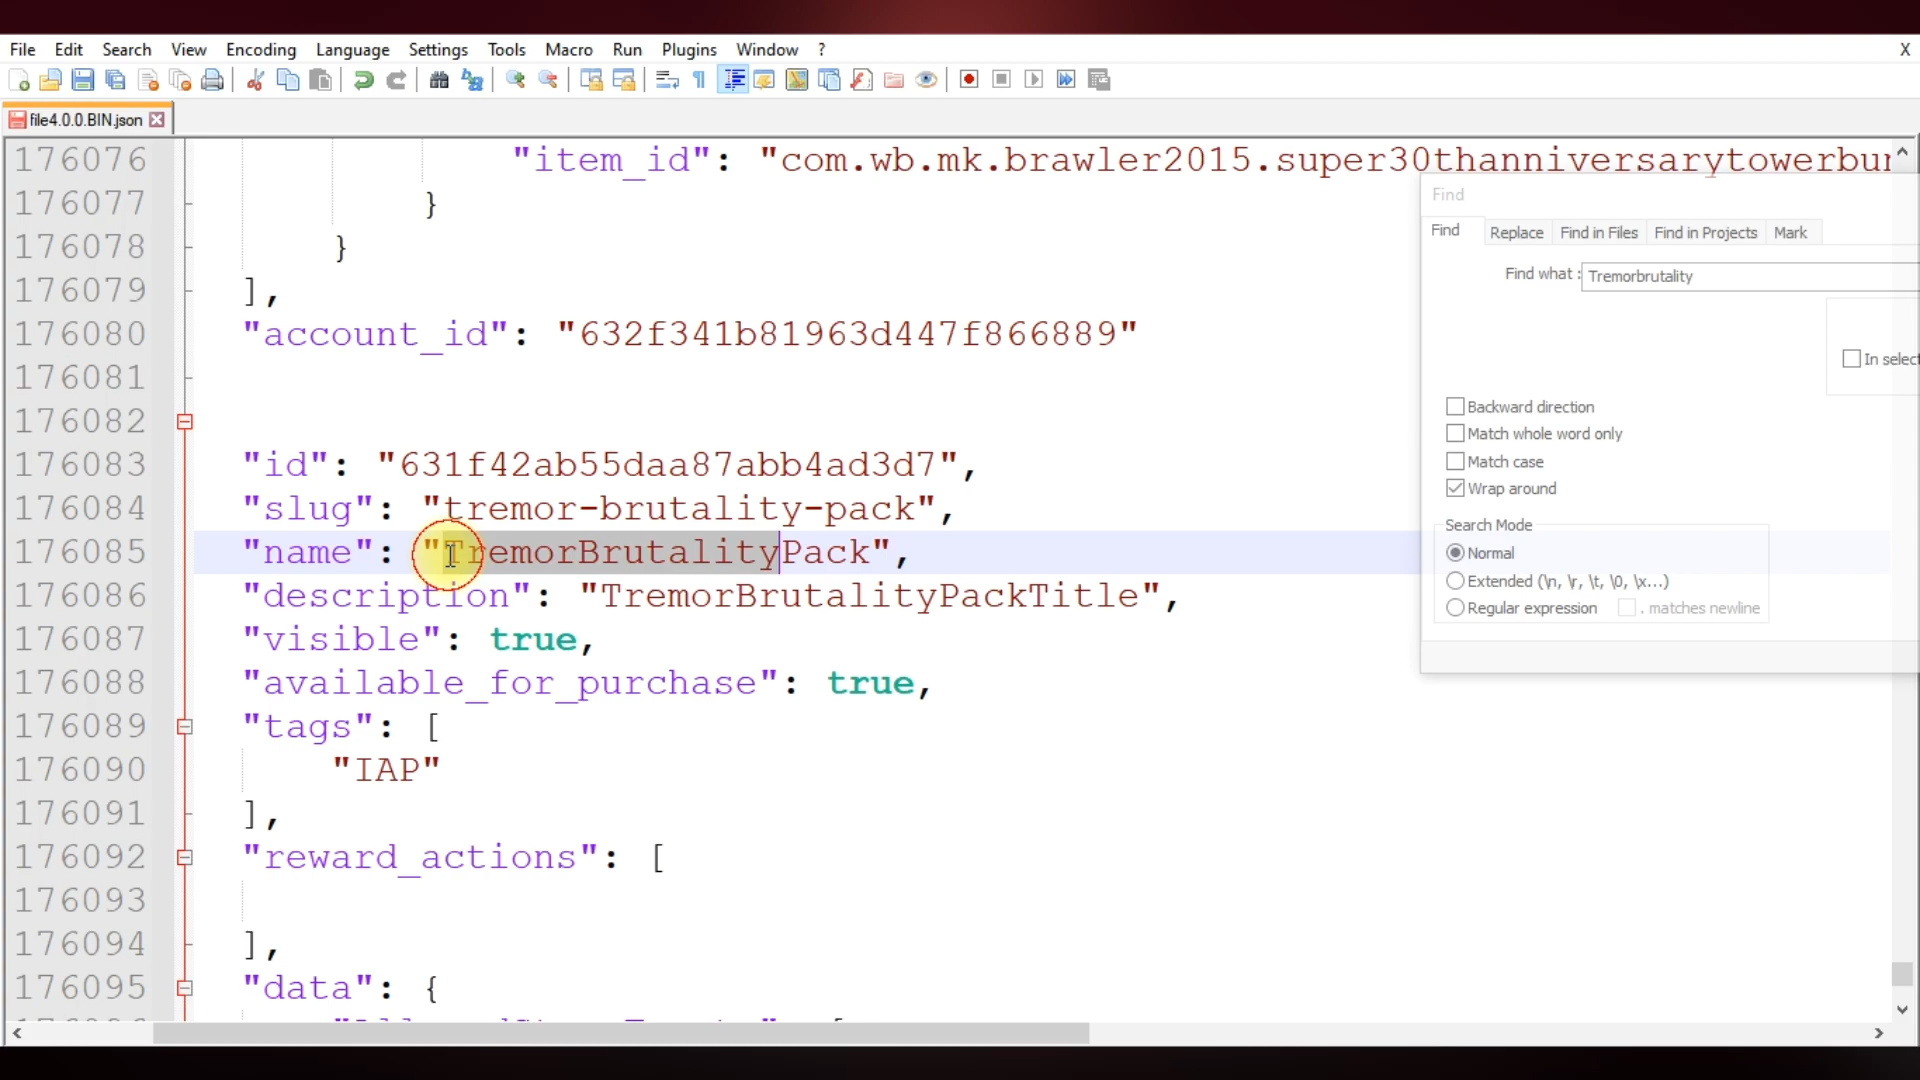 File Edit Search View Encoding Language Settings Tools Macro Run Plugins Window ? X
file4.0.0.BIN.json
176076 "item_id": "com.wb.mk.brawler2015.super30thanniversarytowerbu
176077 }
176078 }
176079 ],
176080 "account_id": "632f341b81963d447f866889"
176081
176082
176083 "id": "631f42ab55daa87abb4ad3d7",
176084 "slug": "tremor-brutality-pack",
176085 "name": "TremorBrutalityPack",
176086 "description": "TremorBrutalityPackTitle",
176087 "visible": true,
176088 "available_for_purchase": true,
176089 "tags": [
176090 "IAP"
176091 ],
176092 "reward_actions": [
176093
176094 ],
176095 "data": {
Find
Find Replace Find in Files Find in Projects Mark
Find what : Tremorbrutality
In select
Backward direction
Match whole word only
Match case
Wrap around
Search Mode
Normal
Extended (\n, \r, \t, \0, \x...)
Regular expression . matches newline